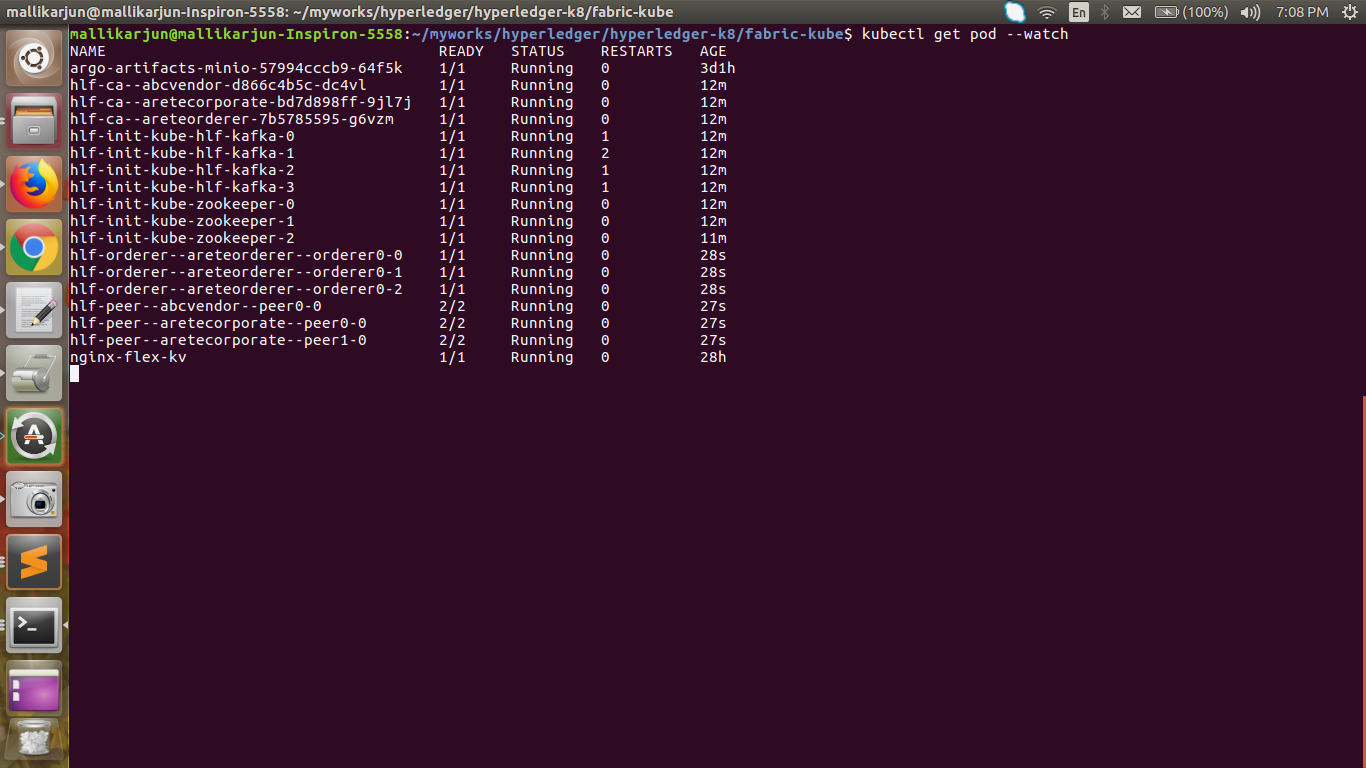 mallikarjun@mallikarjun-Inspiron-5558: ~/myworks/hyperledger/hyperledger-k8/fabric-kube En (100%) 7:08 PM
mallikarjun@mallikarjun-Inspiron-5558:~/myworks/hyperledger/hyperledger-k8/fabric-kube$ kubectl get pod --watch
NAME READY STATUS RESTARTS AGE
argo-artifacts-minio-57994cccb9-64f5k 1/1 Running 0 3d1h
hlf-ca--abcvendor-d866c4b5c-dc4vl 1/1 Running 0 12m
hlf-ca--aretecorporate-bd7d898ff-9jl7j 1/1 Running 0 12m
hlf-ca--areteorderer-7b5785595-g6vzm 1/1 Running 0 12m
hlf-init-kube-hlf-kafka-0 1/1 Running 1 12m
hlf-init-kube-hlf-kafka-1 1/1 Running 2 12m
hlf-init-kube-hlf-kafka-2 1/1 Running 1 12m
hlf-init-kube-hlf-kafka-3 1/1 Running 1 12m
hlf-init-kube-zookeeper-0 1/1 Running 0 12m
hlf-init-kube-zookeeper-1 1/1 Running 0 12m
hlf-init-kube-zookeeper-2 1/1 Running 0 11m
hlf-orderer--areteorderer--orderer0-0 1/1 Running 0 28s
hlf-orderer--areteorderer--orderer0-1 1/1 Running 0 28s
hlf-orderer--areteorderer--orderer0-2 1/1 Running 0 28s
hlf-peer--abcvendor--peer0-0 2/2 Running 0 27s
hlf-peer--aretecorporate--peer0-0 2/2 Running 0 27s
hlf-peer--aretecorporate--peer1-0 2/2 Running 0 27s
nginx-flex-kv 1/1 Running 0 28h